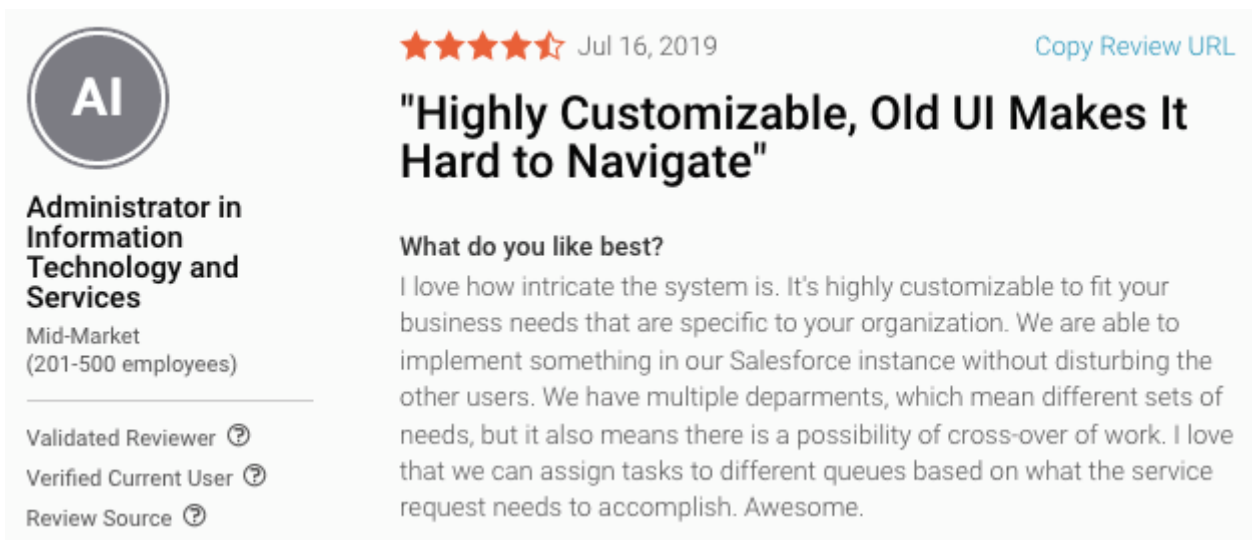 AI
Administrator in
Information
Technology and
Services
Mid-Market
(201-500 employees)
Validated Reviewer ?
Verified Current User ?
Review Source ?
Jul 16, 2019
Copy Review URL
"Highly Customizable, Old UI Makes It
Hard to Navigate"
What do you like best?
I love how intricate the system is. It's highly customizable to fit your
business needs that are specific to your organization. We are able to
implement something in our Salesforce instance without disturbing the
other users. We have multiple deparments, which mean different sets of
needs, but it also means there is a possibility of cross-over of work. I love
that we can assign tasks to different queues based on what the service
request needs to accomplish. Awesome.